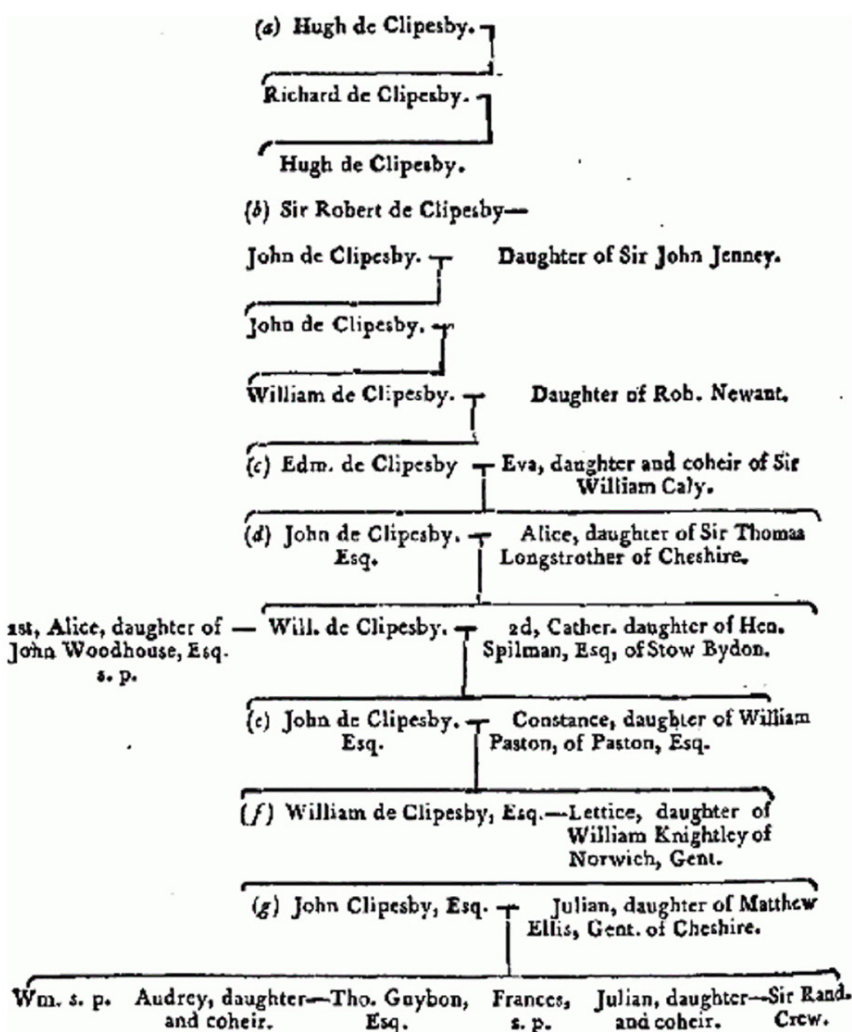 (a) Hugh de Clipesby.
Richard de Clipesby.
Hugh de Clipesby.
(b) Sir Robert de Clipesby—
John de Clipesby. Daughter of Sir John Jenney.
John de Clipesby.
William de Clipesby. Daughter of Rob. Newant.
(c) Edm. de Clipesby Eva, daughter and coheir of Sir
William Caly.
(d) John de Clipesby. Alice, daughter of Sir Thomas
Esq. Longstrother of Cheshire.
1st, Alice, daughter of — Will. de Clipesby. 2d, Cather. daughter of Hen.
John Woodhouse, Esq. Spilman, Esq, of Stow Bydon.
s. p.
(e) John de Clipesby. Constance, daughter of William
Esq. Paston, of Paston, Esq.
(f) William de Clipesby, Esq.—Lettice, daughter of
William Knightley of
Norwich, Gent.
(g) John Clipesby, Esq. Julian, daughter of Matthew
Ellis, Gent. of Cheshire.
Wm. s. p. Audrey, daughter—Tho. Guybon, Frances, Julian, daughter—Sir Rand.
and coheir. Esq. s. p. and coheir. Crew.